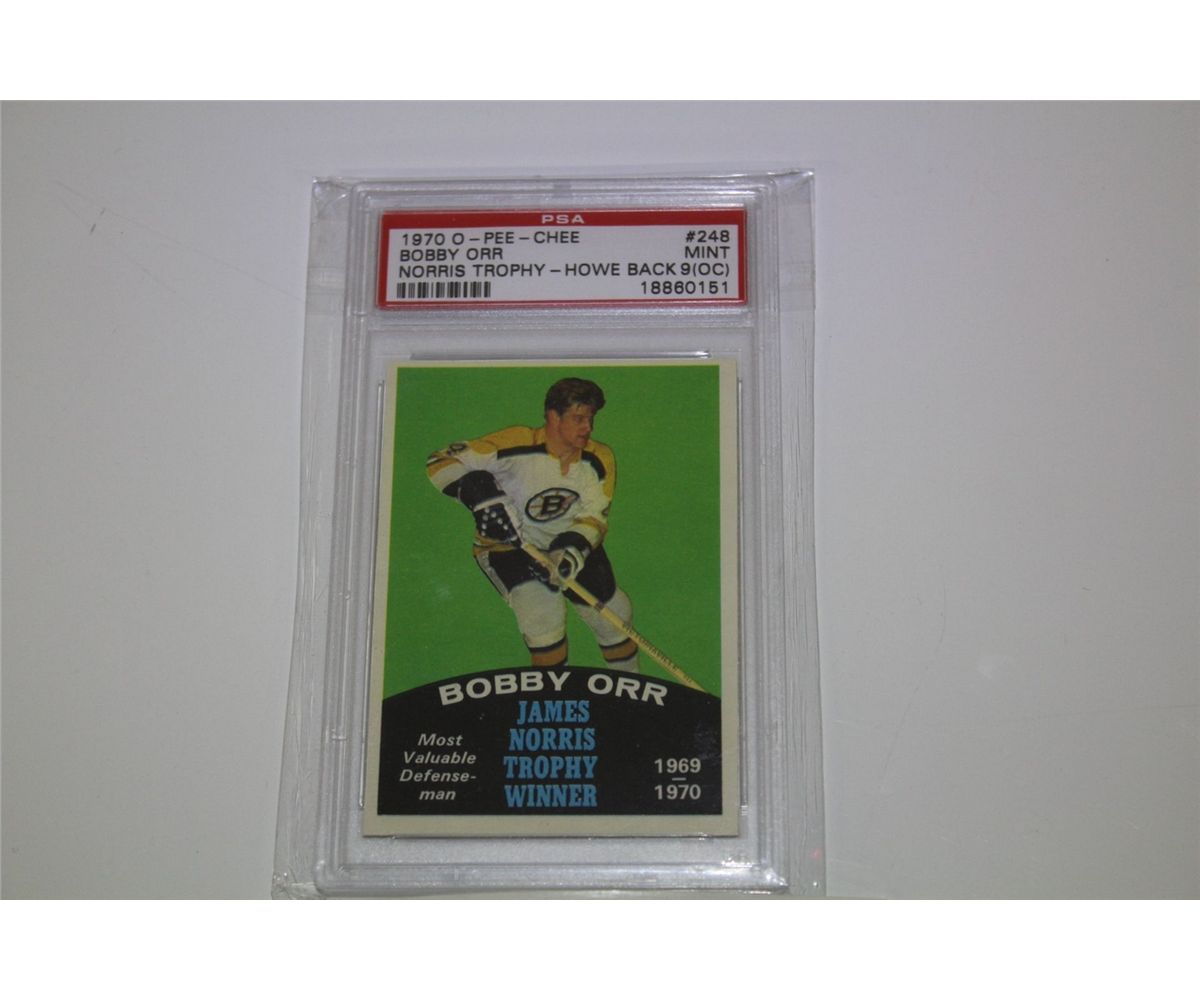 PSA
1970 O-PEE-CHEE #248
BOBBY ORR MINT
NORRIS TROPHY-HOWE BACK 9(OC)
18860151
B
BOBBY ORR
JAMES
NORRIS
TROPHY
WINNER
Most
Valuable
Defense-
man
1969
—
1970